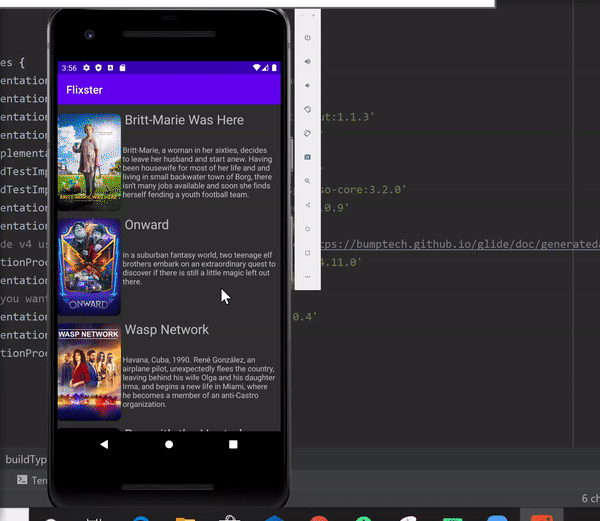 3:56
Flixster
Britt-Marie Was Here
Britt-Marie, a woman in her sixties, decides
to leave her husband and start anew. Having
been housewife for most of her life and and
living in small backwater town of Borg, there
isn't many jobs available and soon she finds
herself fending a youth football team.
BRITT-MARIE WAS HERE
Onward
In a suburban fantasy world, two teenage elf
brothers embark on an extraordinary quest to
discover if there is still a little magic left out
there.
ONWARD
Wasp Network
WASP NETWORK
Havana, Cuba, 1990. René González, an
airplane pilot, unexpectedly flees the country,
leaving behind his wife Olga and his daughter
Irma, and begins a new life in Miami, where
he becomes a member of an anti-Castro
organization.
es {
entation
entation
ut:1.1.3'
entation
entation
plementa
dTestImp
dTestImp
so-core:3.2.0'
entation
.0.9'
entation
de v4 us
tps://bumptech.github.io/glide/doc/generateda
tionProc
4.11.0'
entation
you want
entation
0.4'
entation
tionProc
buildTyp
Ter
6 ch